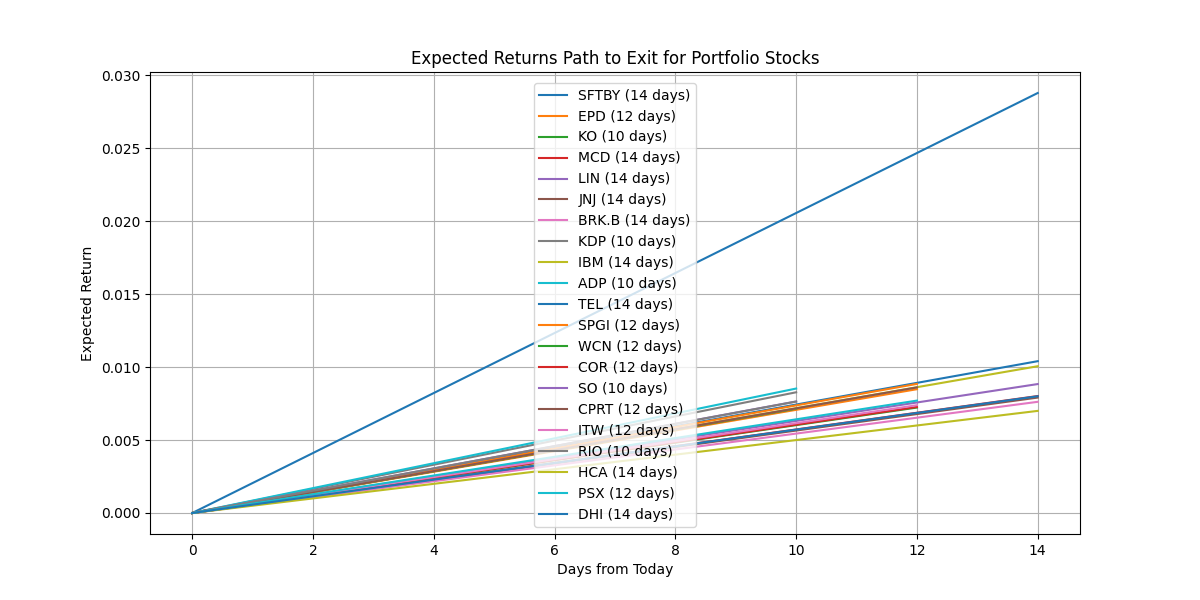 Expected Returns Path to Exit for Portfolio Stocks
0.030
0.025
0.020
0.015
0.010
0.005
0.000
Expected Return
SFTBY (14 days)
EPD (12 days)
KO (10 days)
MCD (14 days)
LIN (14 days)
JNJ (14 days)
BRK.B (14 days)
KDP (10 days)
IBM (14 days)
ADP (10 days)
TEL (14 days)
SPGI (12 days)
WCN (12 days)
COR (12 days)
SO (10 days)
CPRT (12 days)
ITW (12 days)
RIO (10 days)
HCA (14 days)
PSX (12 days)
DHI (14 days)
0 2 4 6 8 10 12 14
Days from Today